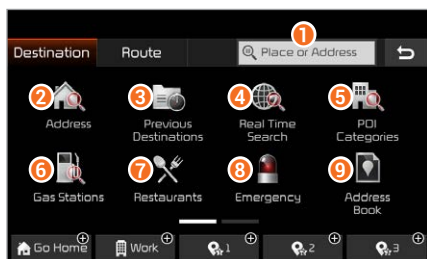 1
Destination Route Place or Address
2 3 4 5
Address Previous Destinations Real Time Search POI Categories
6 7 8 9
Gas Stations Restaurants Emergency Address Book
Go Home Work 1 2 3